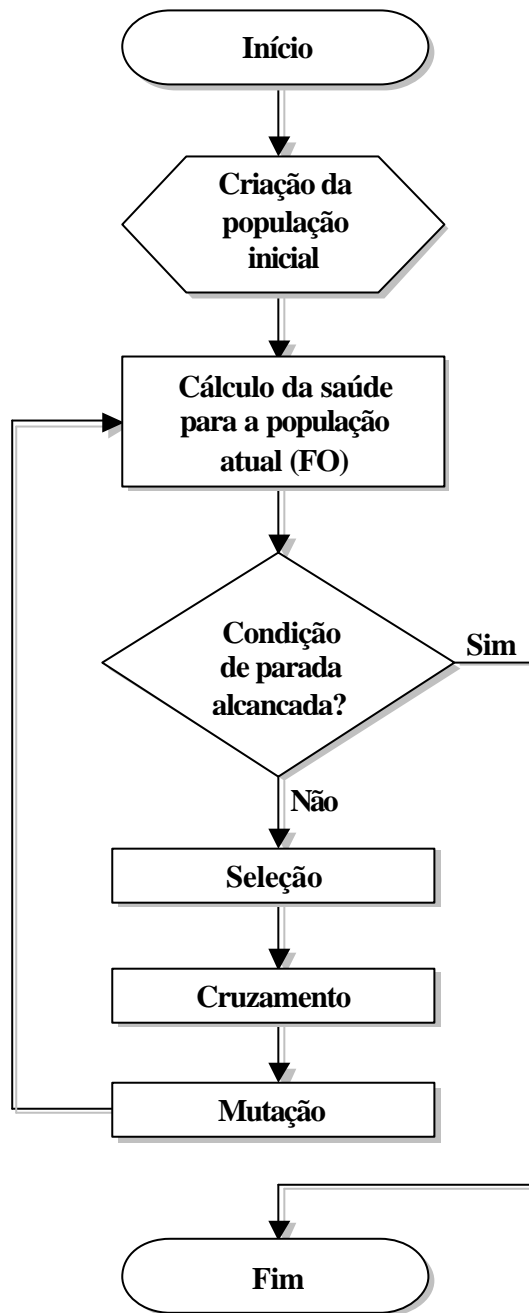 Início
Criação da
população
inicial
Cálculo da saúde
para a população
atual (FO)
Condição
de parada
alcancada?
Sim
Não
Seleção
Cruzamento
Mutação
Fim